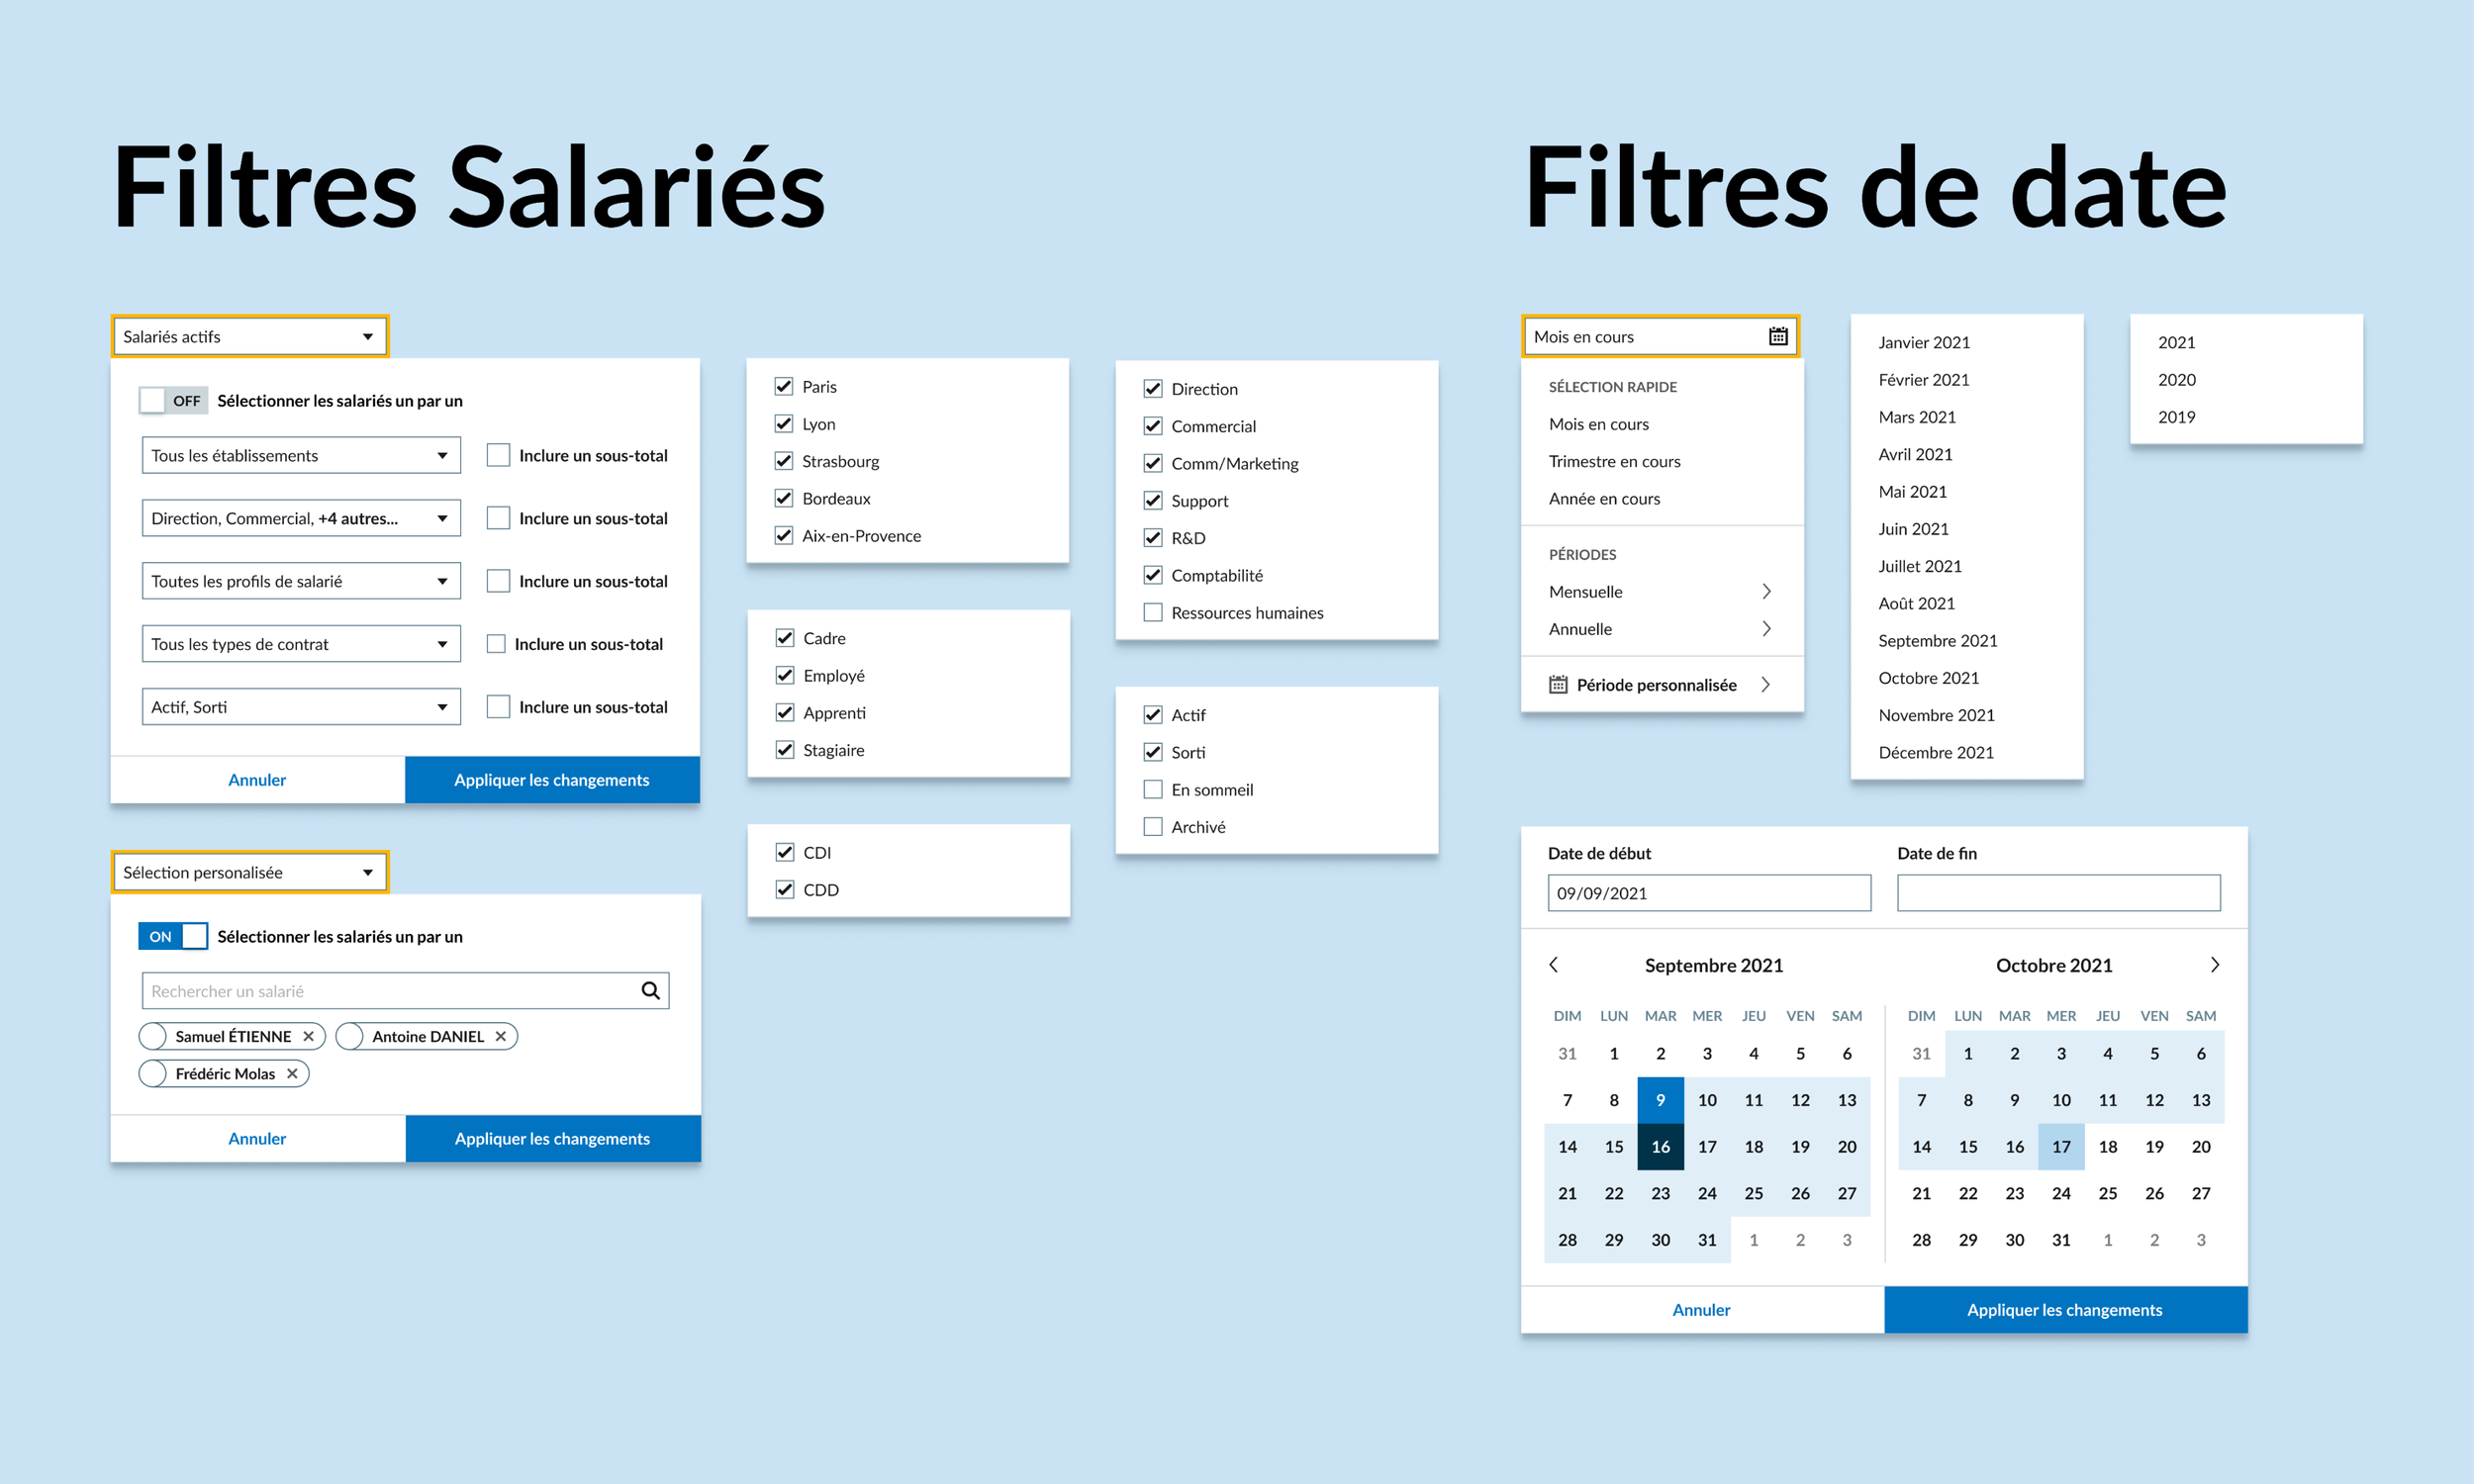 Filtres Salariés
Salariés actifs
OFF Sélectionner les salariés un par un
Tous les établissements Inclure un sous-total
Direction, Commercial, +4 autres... Inclure un sous-total
Toutes les profils de salarié Inclure un sous-total
Tous les types de contrat Inclure un sous-total
Actif, Sorti Inclure un sous-total
Annuler Appliquer les changements
Sélection personalisée
ON Sélectionner les salariés un par un
Rechercher un salarié
Samuel ÉTIENNE Antoine DANIEL
Frédéric Molas
Annuler Appliquer les changements
Paris
Lyon
Strasbourg
Bordeaux
Aix-en-Provence
Cadre
Employé
Apprenti
Stagiaire
CDI
CDD
Direction
Commercial
Comm/Marketing
Support
R&D
Comptabilité
Ressources humaines
Actif
Sorti
En sommeil
Archivé
Filtres de date
Mois en cours
SÉLECTION RAPIDE
Mois en cours
Trimestre en cours
Année en cours
PÉRIODES
Mensuelle
Annuelle
Période personnalisée
Janvier 2021
Février 2021
Mars 2021
Avril 2021
Mai 2021
Juin 2021
Juillet 2021
Août 2021
Septembre 2021
Octobre 2021
Novembre 2021
Décembre 2021
2021
2020
2019
Date de début Date de fin
09/09/2021
Septembre 2021
DIM LUN MAR MER JEU VEN SAM
31 1 2 3 4 5 6
7 8 9 10 11 12 13
14 15 16 17 18 19 20
21 22 23 24 25 26 27
28 29 30 31 1 2 3
Octobre 2021
DIM LUN MAR MER JEU VEN SAM
31 1 2 3 4 5 6
7 8 9 10 11 12 13
14 15 16 17 18 19 20
21 22 23 24 25 26 27
28 29 30 31 1 2 3
Annuler Appliquer les changements